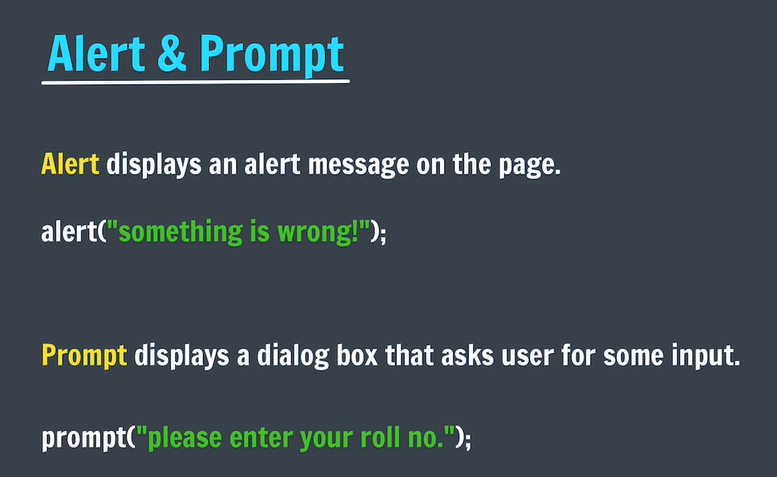 Alert & Prompt
Alert displays an alert message on the page.
alert("something is wrong!");
Prompt displays a dialog box that asks user for some input.
prompt("please enter your roll no.");